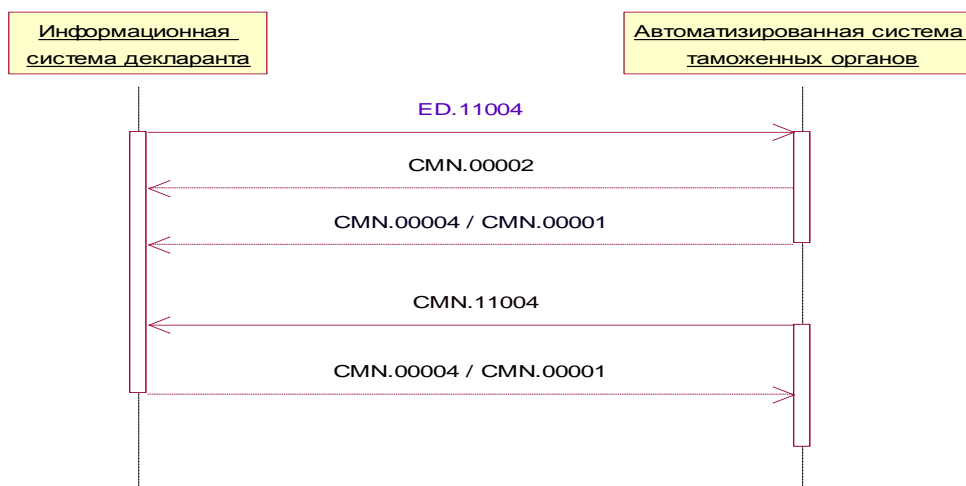 Информационная
система декларанта
Автоматизированная система
таможенных органов
ED.11004
CMN.00002
CMN.00004 / CMN.00001
CMN.11004
CMN.00004 / CMN.00001